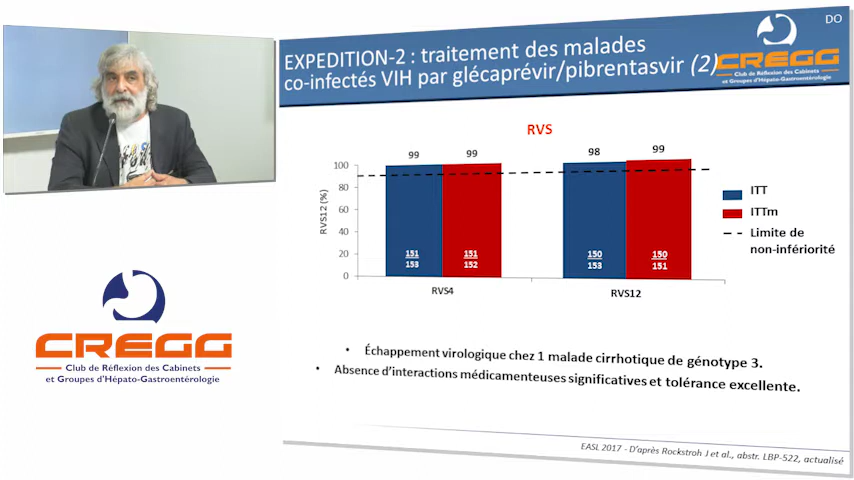 DO
EXPEDITION-2 : traitement des malades
co-infectés VIH par glécaprévir/pibrentasvir (2)
CREGG
Club de Réflexion des Cabinets
et Groupes d'Hépato-Gastroentérologie
RVS
RVS12 (%)
100
80
60
40
20
0
99
99
98
99
151
153
151
152
150
153
150
151
RVS4
RVS12
ITT
ITTm
Limite de
non-infériorité
CREGG
Club de Réflexion des Cabinets
et Groupes d'Hépato-Gastroentérologie
• Échappement virologique chez 1 malade cirrhotique de génotype 3.
• Absence d'interactions médicamenteuses significatives et tolérance excellente.
EASL 2017 - D'après Rockstroh J et al., abstr. LBP-522, actualisé